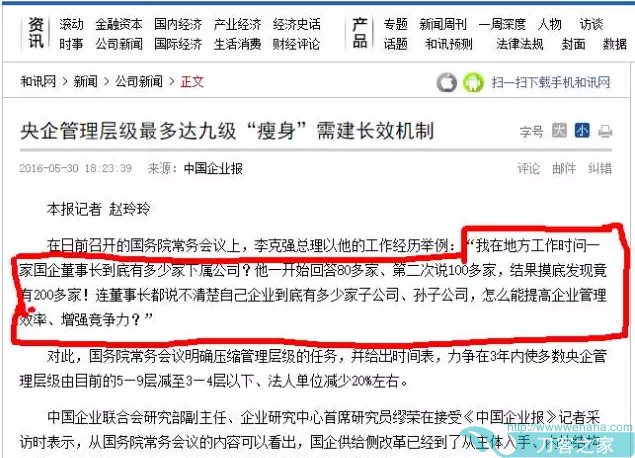 资讯 滚动 金融资本 国内经济 产业经济 经济史话 产品 专题 新闻周刊 一周深度 人物 访谈
时事 公司新闻 国际经济 生活消费 财经评论 话题 和讯预测 法律法规 封面 数据
和讯网 > 新闻 > 公司新闻 > 正文 扫一扫下载手机和讯网
央企管理层级最多达九级“瘦身”需建长效机制 字号 大 小
2016-05-30 18:23:39 来源: 中国企业报 评论 邮件 纠错
本报记者 赵玲玲
在日前召开的国务院常务会议上，李克强总理以他的工作经历举例：“我在地方工作时问一
家国企董事长到底有多少家下属公司？他一开始回答80多家、第二次说100多家，结果摸底发现竟
有200多家！连董事长都说不清楚自己企业到底有多少家子公司、孙子公司，怎么能提高企业管理
效率、增强竞争力？”
对此，国务院常务会议明确压缩管理层级的任务，并给出时间表，力争在3年内使多数央企管
理层级由目前的5—9层减至3—4层以下、法人单位减少20%左右。
中国企业联合会研究部副主任、企业研究中心首席研究员缪荣在接受《中国企业报》记者采
访时表示，从国务院常务会议的内容可以看出，国企供给侧改革已经到了从主体入手、
http://www.wehaha.com
刀客之家